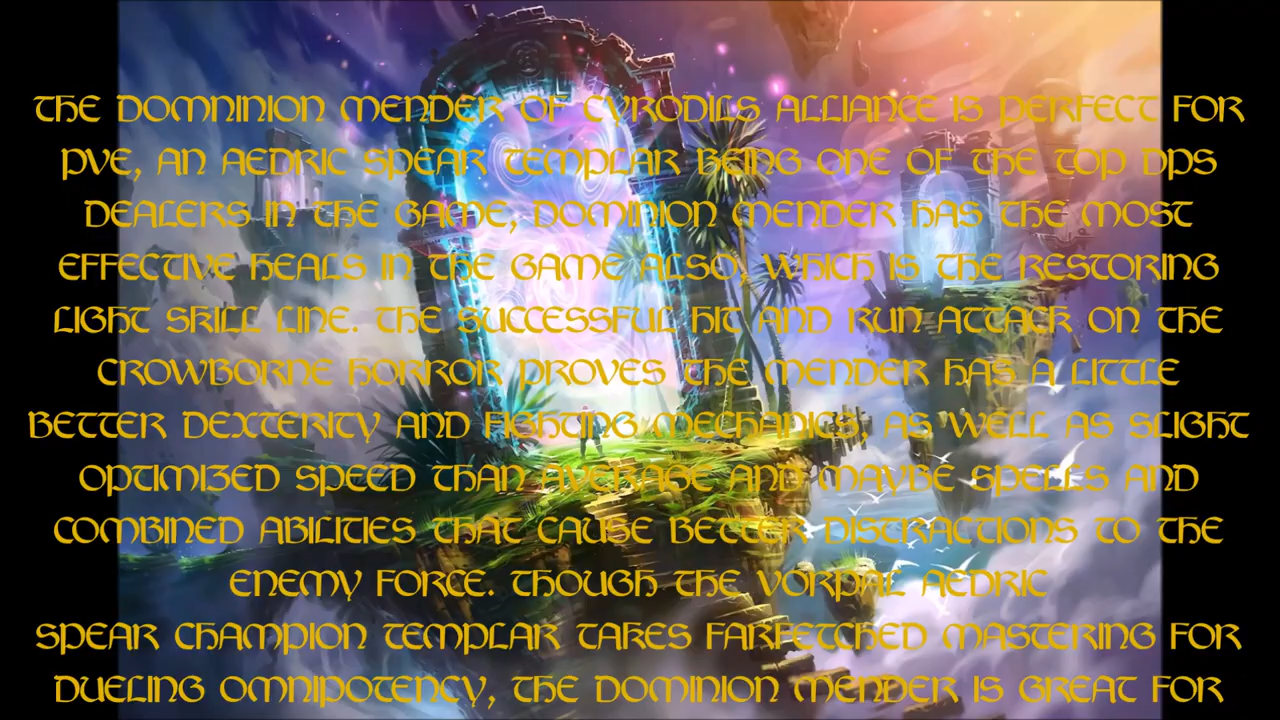 THE DOMNINION MENDER OF CYRODILS ALLIANCE IS PERFECT FOR
PVE, AN AEDRIC SPEAR TEMPLAR BEING ONE OF THE TOP DPS
DEALERS IN THE GAME, DOMINION MENDER HAS THE MOST
EFFECTIVE HEALS IN THE GAME ALSO, WHICH IS THE RESTORING
LIGHT SKILL LINE. THE SUCCESSFUL HIT AND RUN ATTACK ON THE
CROWBORNE HORROR PROVES THE MENDER HAS A LITTLE
BETTER DEXTERITY AND FIGHTING MECHANICS, AS WELL AS SLIGHT
OPTIMIZED SPEED THAN AVERAGE AND MAYBE SPELLS AND
COMBINED ABILITIES THAT CAUSE BETTER DISTRACTIONS TO THE
ENEMY FORCE. THOUGH THE VORPAL AEDRIC
SPEAR CHAMPION TEMPLAR TAKES FARFETCHED MASTERING FOR
DUELING OMNIPOTENCY, THE DOMINION MENDER IS GREAT FOR